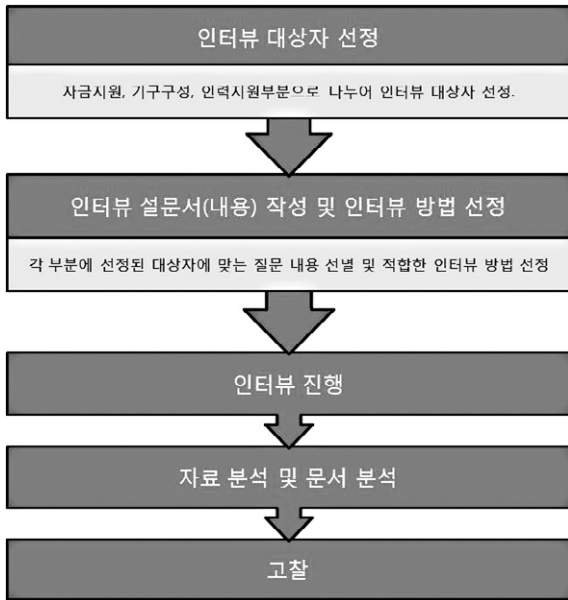 인터뷰 대상자 선정
자금지원, 기구구성, 인력지원부분으로 나누어 인터뷰 대상자 선정.
인터뷰 설문서(내용) 작성 및 인터뷰 방법 선정
각 부분에 선정된 대상자에 맞는 질문 내용 선별 및 적합한 인터뷰 방법 선정
인터뷰 진행
자료 분석 및 문서 분석
고찰